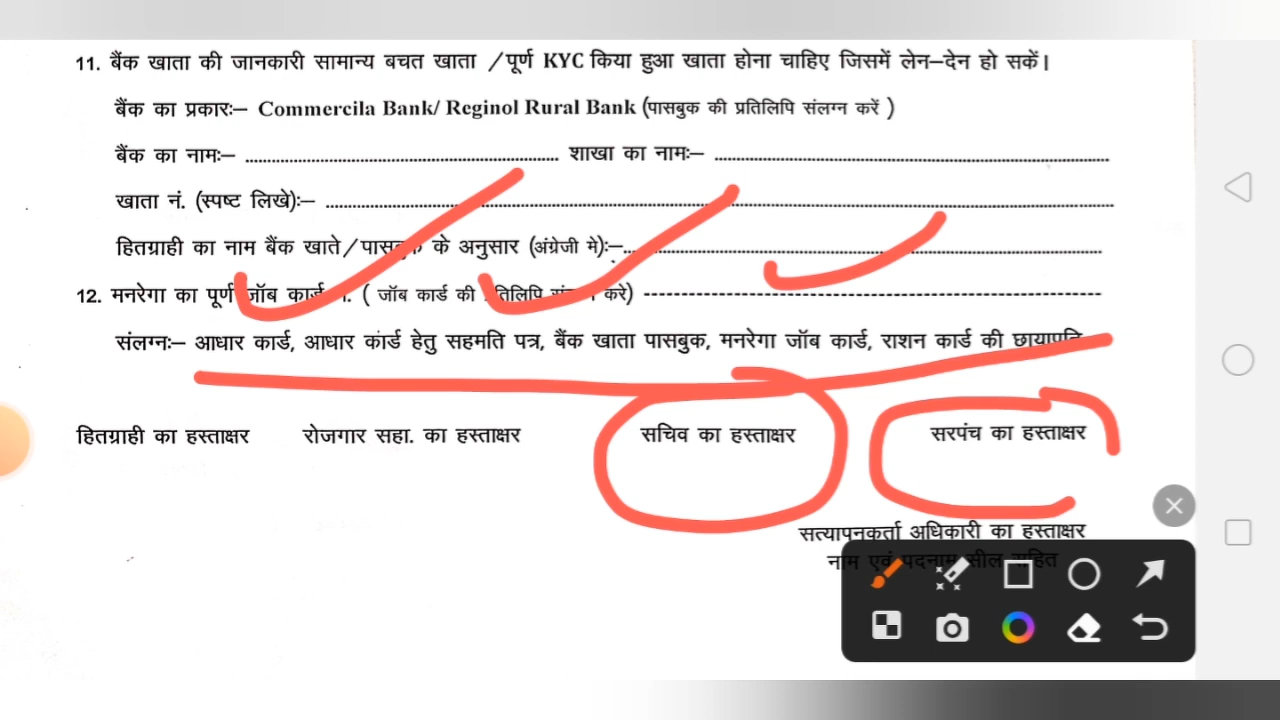 11. बैंक खाता की जानकारी सामान्य बचत खाता /पूर्ण KYC किया हुआ खाता होना चाहिए जिसमें लेन–देन हो सकें।
बैंक का प्रकारः– Commercila Bank/ Reginol Rural Bank (पासबुक की प्रतिलिपि संलग्न करें )
बैंक का नामः– ........................ शाखा का नामः– ........................
खाता नं. (स्पष्ट लिखे):– ........................
हितग्राही का नाम बैंक खाते/पासबुक के अनुसार (अंग्रेजी मे):–........................
12. मनरेगा का पूर्ण जॉब कार्ड ( जॉब कार्ड की प्रतिलिपि करे) ------------------------
संलग्नः– आधार कार्ड, आधार कार्ड हेतु सहमति पत्र, बैंक खाता पासबुक, मनरेगा जॉब कार्ड, राशन कार्ड की छायाप्रति
हितग्राही का हस्ताक्षर रोजगार सहा. का हस्ताक्षर सचिव का हस्ताक्षर सरपंच का हस्ताक्षर
सत्यापनकर्ता अधिकारी का हस्ताक्षर
नाम एवं पदनाम सील सहित